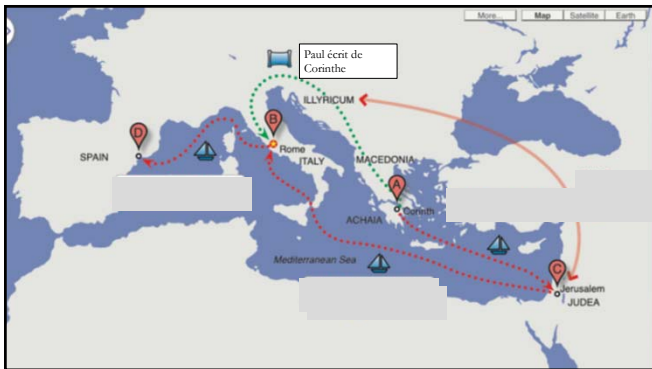 More...
Map
Satellite
Earth
Paul écrit de
Corinthe
ILLYRICUM
B
D
Rome
SPAIN
ITALY
MACEDONIA
A
Corinth
ACHAIA
Mediterranean Sea
C
Jerusalem
JUDEA